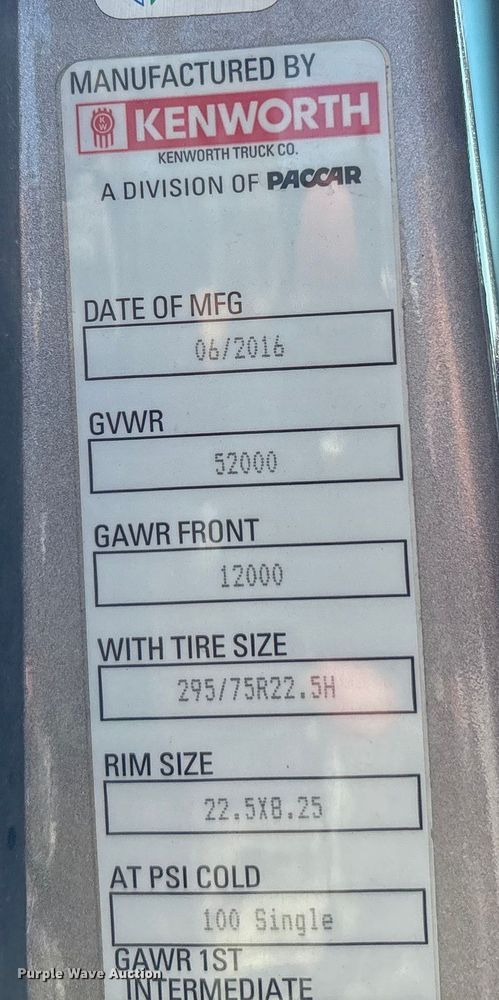 MANUFACTURED BY
KW KENWORTH
KENWORTH TRUCK CO.
A DIVISION OF PACCAR
DATE OF MFG
06/2016
GVWR
52000
GAWR FRONT
12000
WITH TIRE SIZE
295/75R22.5H
RIM SIZE
22.5X8.25
AT PSI COLD
100 Single
GAWR 1ST
INTERMEDIATE
Purple Wave Auction